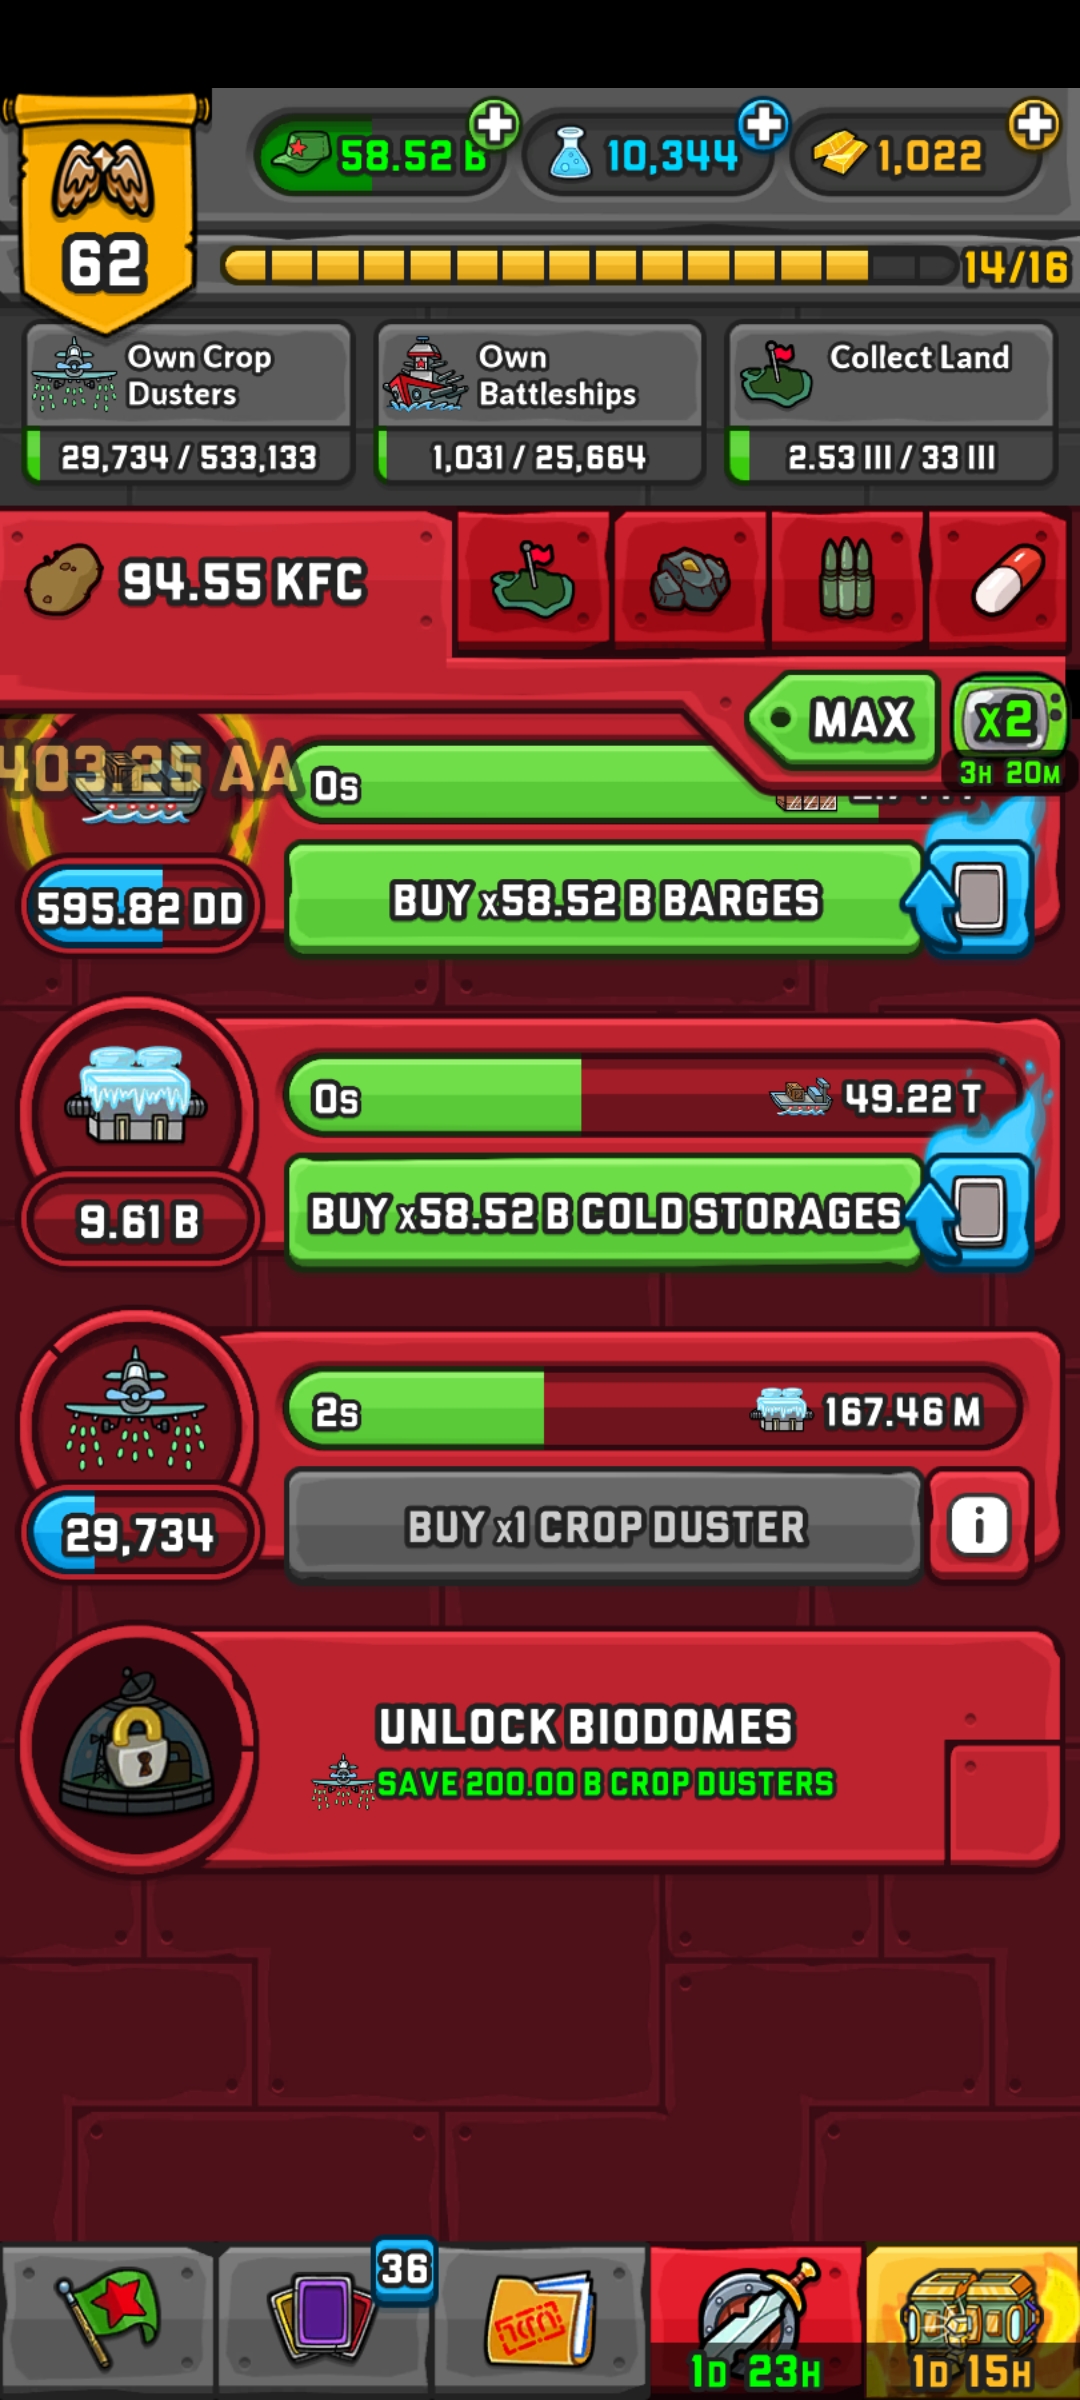 58.52 B
10,344
1,022
62
14/16
Own Crop
Dusters
29,734 / 533,133
Own
Battleships
1,031 / 25,664
Collect Land
2.53 III / 33 III
94.55 KFC
MAX
x2
3H 20M
403.25 AA
0s
595.82 DD
BUY x58.52 B BARGES
0s
49.22 T
9.61 B
BUY x58.52 B COLD STORAGES
2s
167.46 M
29,734
BUY x1 CROP DUSTER
i
UNLOCK BIODOMES
SAVE 200.00 B CROP DUSTERS
36
1D 23H
1D 15H